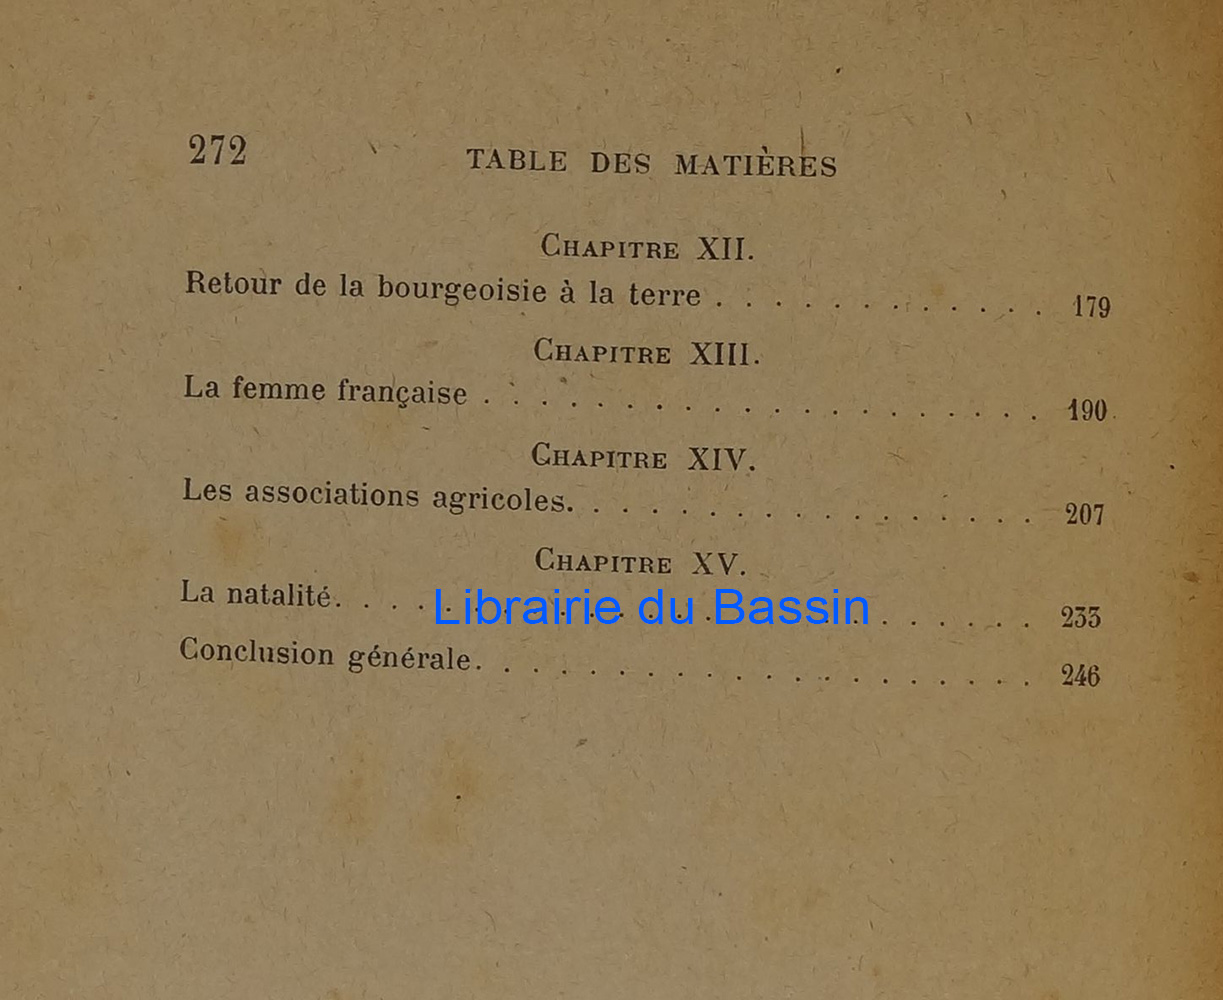 272 TABLE DES MATIÈRES
CHAPITRE XII.
Retour de la bourgeoisie à la terre . . . . . . . . . . . . 179
CHAPITRE XIII.
La femme française . . . . . . . . . . . . . . . . . . . . 190
CHAPITRE XIV.
Les associations agricoles. . . . . . . . . . . . . . . . . 207
CHAPITRE XV.
La natalité. . . . . . . . . . . . . . . . . . . . . . . . . 233
Librairie du Bassin
Conclusion générale. . . . . . . . . . . . . . . . . . . . 246